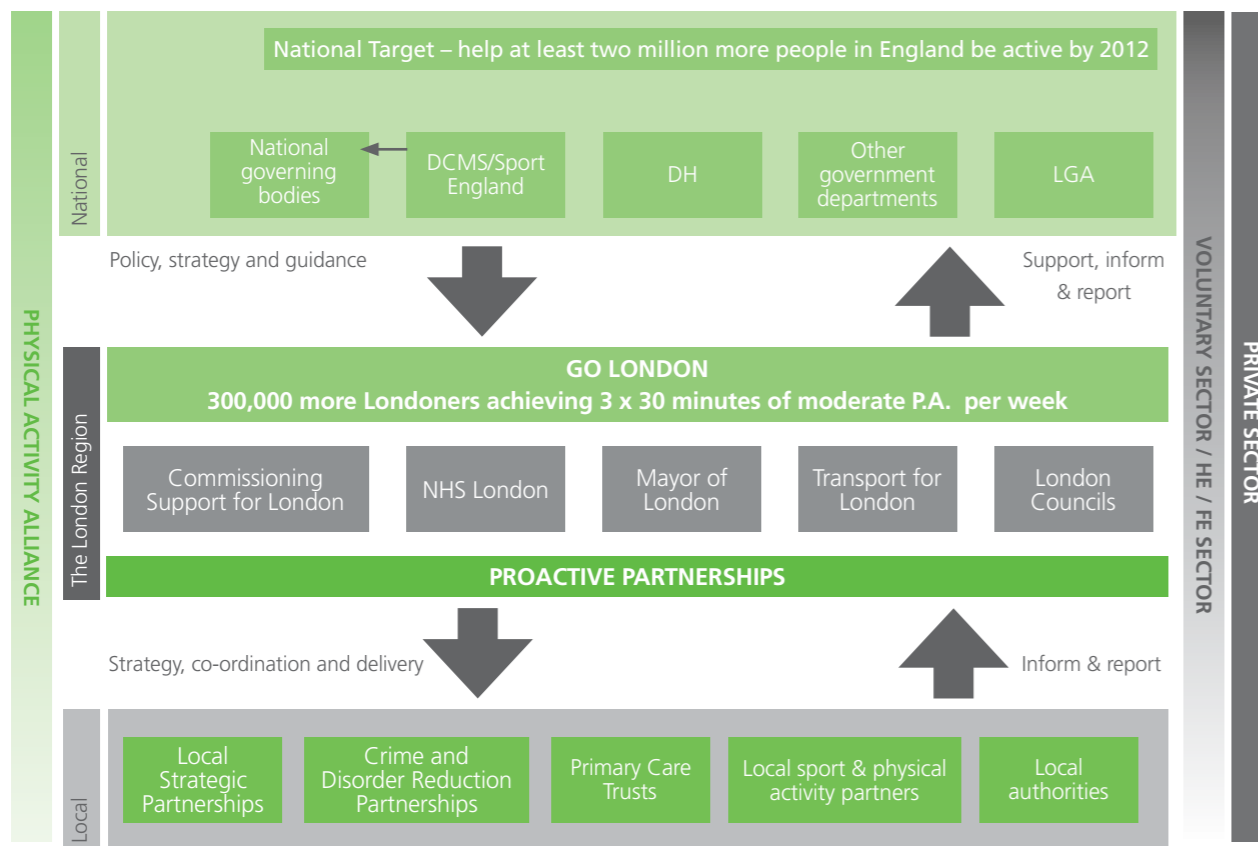 National Target – help at least two million more people in England be active by 2012
National
National
governing
bodies
DCMS/Sport
England
DH
Other
government
departments
LGA
Policy, strategy and guidance
Support, inform
& report
PHYSICAL ACTIVITY ALLIANCE
The London Region
GO LONDON
300,000 more Londoners achieving 3 x 30 minutes of moderate P.A. per week
Commissioning
Support for London
NHS London
Mayor of
London
Transport for
London
London
Councils
PROACTIVE PARTNERSHIPS
VOLUNTARY SECTOR / HE / FE SECTOR
PRIVATE SECTOR
Strategy, co-ordination and delivery
Inform & report
Local
Local
Strategic
Partnerships
Crime and
Disorder Reduction
Partnerships
Primary Care
Trusts
Local sport & physical
activity partners
Local
authorities